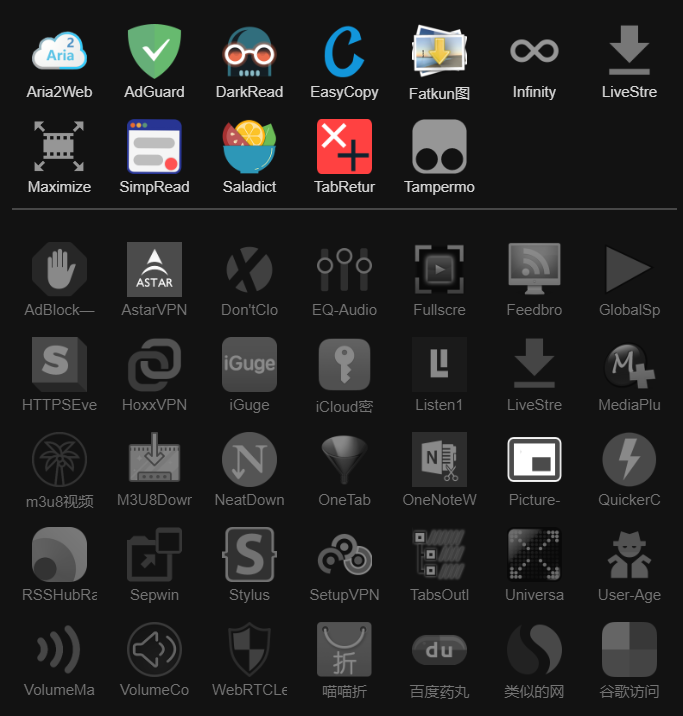 2
Aria
Aria2Web
AdGuard
DarkRead
EasyCopy
Fatkun图
Infinity
LiveStre
Maximize
SimpRead
Saladict
TabRetur
Tampermo
ASTAR
AdBlock—
AstarVPN
Don'tClo
EQ-Audio
Fullscre
Feedbro
GlobalSp
S
iGuge
LI
M
HTTPSEve
HoxxVPN
iGuge
iCloud密
Listen1
LiveStre
MediaPlu
N
N
m3u8视频
M3U8Dowr
NeatDown
OneTab
OneNoteW
Picture-
QuickerC
S
RSSHubRa
Sepwin
Stylus
SetupVPN
TabsOutl
Universa
User-Age
折
du
VolumeMa
VolumeCo
WebRTCLe
喵喵折
百度药丸
类似的网
谷歌访问